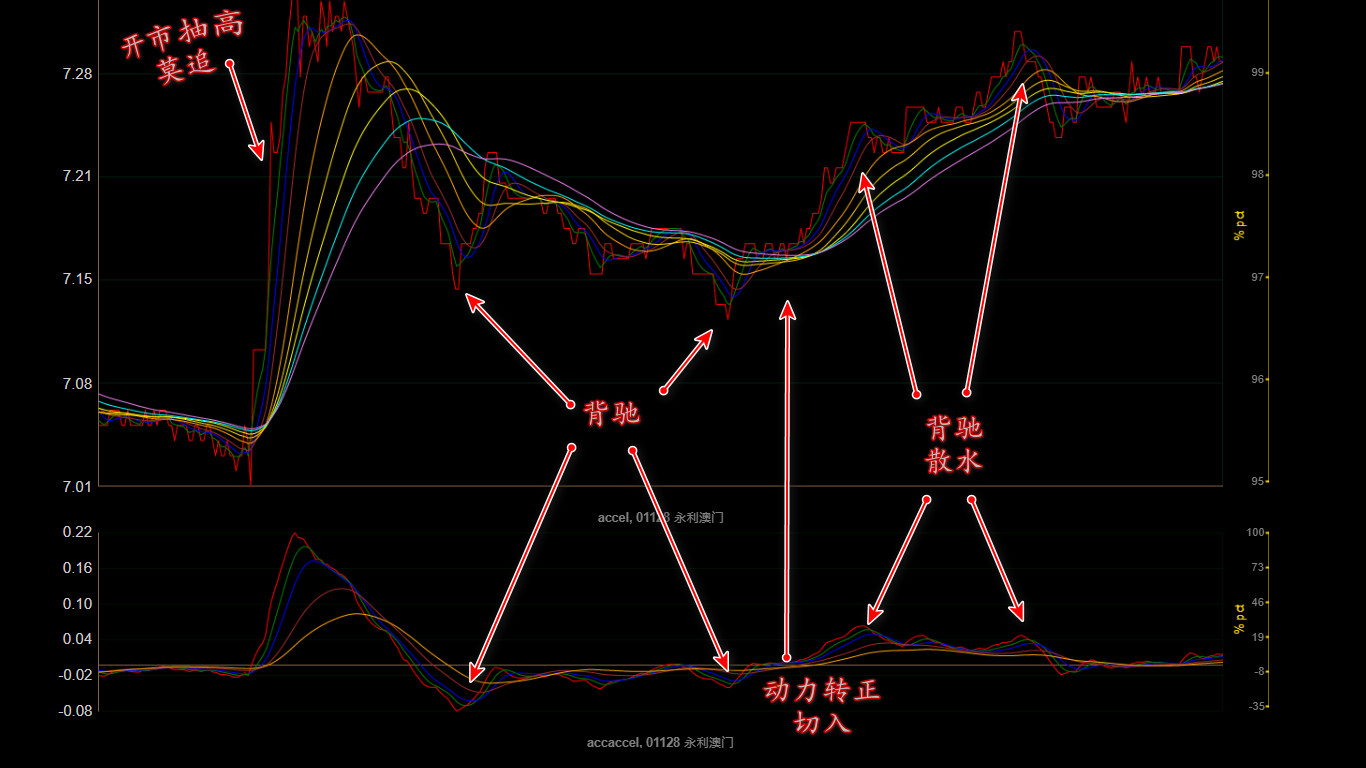 开市抽高
莫追
7.28
7.21
7.15
7.08
7.01
99
98
97
96
95
% pct
背驰
背驰
散水
accel, 01128 永利澳门
0.22
0.16
0.10
0.04
-0.02
-0.08
100
73
46
19
-8
-35
% pct
动力转正
切入
accaccel, 01128 永利澳门